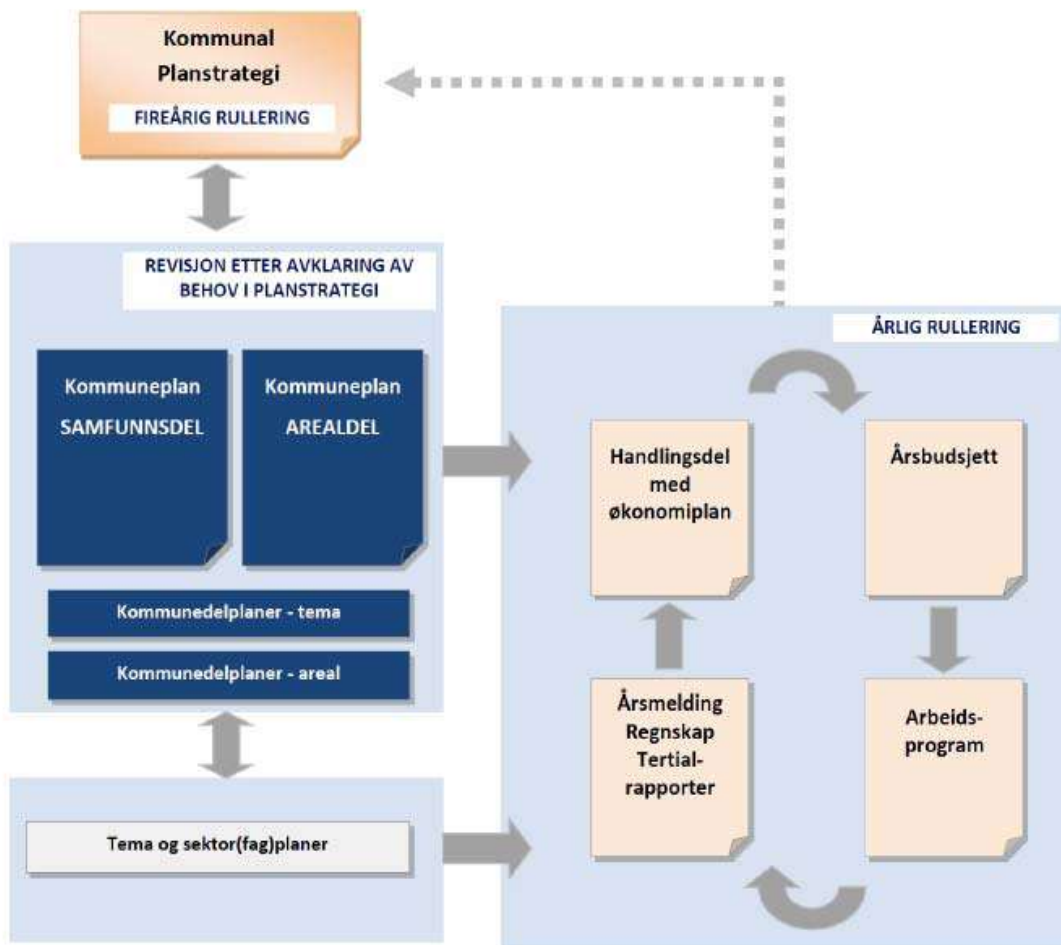 Kommunal
Planstrategi
FIREÅRIG RULLERING
REVISJON ETTER AVKLARING AV
BEHOV I PLANSTRATEGI
Kommuneplan
SAMFUNNSDEL
Kommuneplan
AREALDEL
Kommunedelplaner - tema
Kommunedelplaner - areal
Tema og sektor(fag)planer
ÅRLIG RULLERING
Handlingsdel
med
økonomiplan
Årsbudsjett
Årsmelding
Regnskap
Tertial-
rapporter
Arbeids-
program